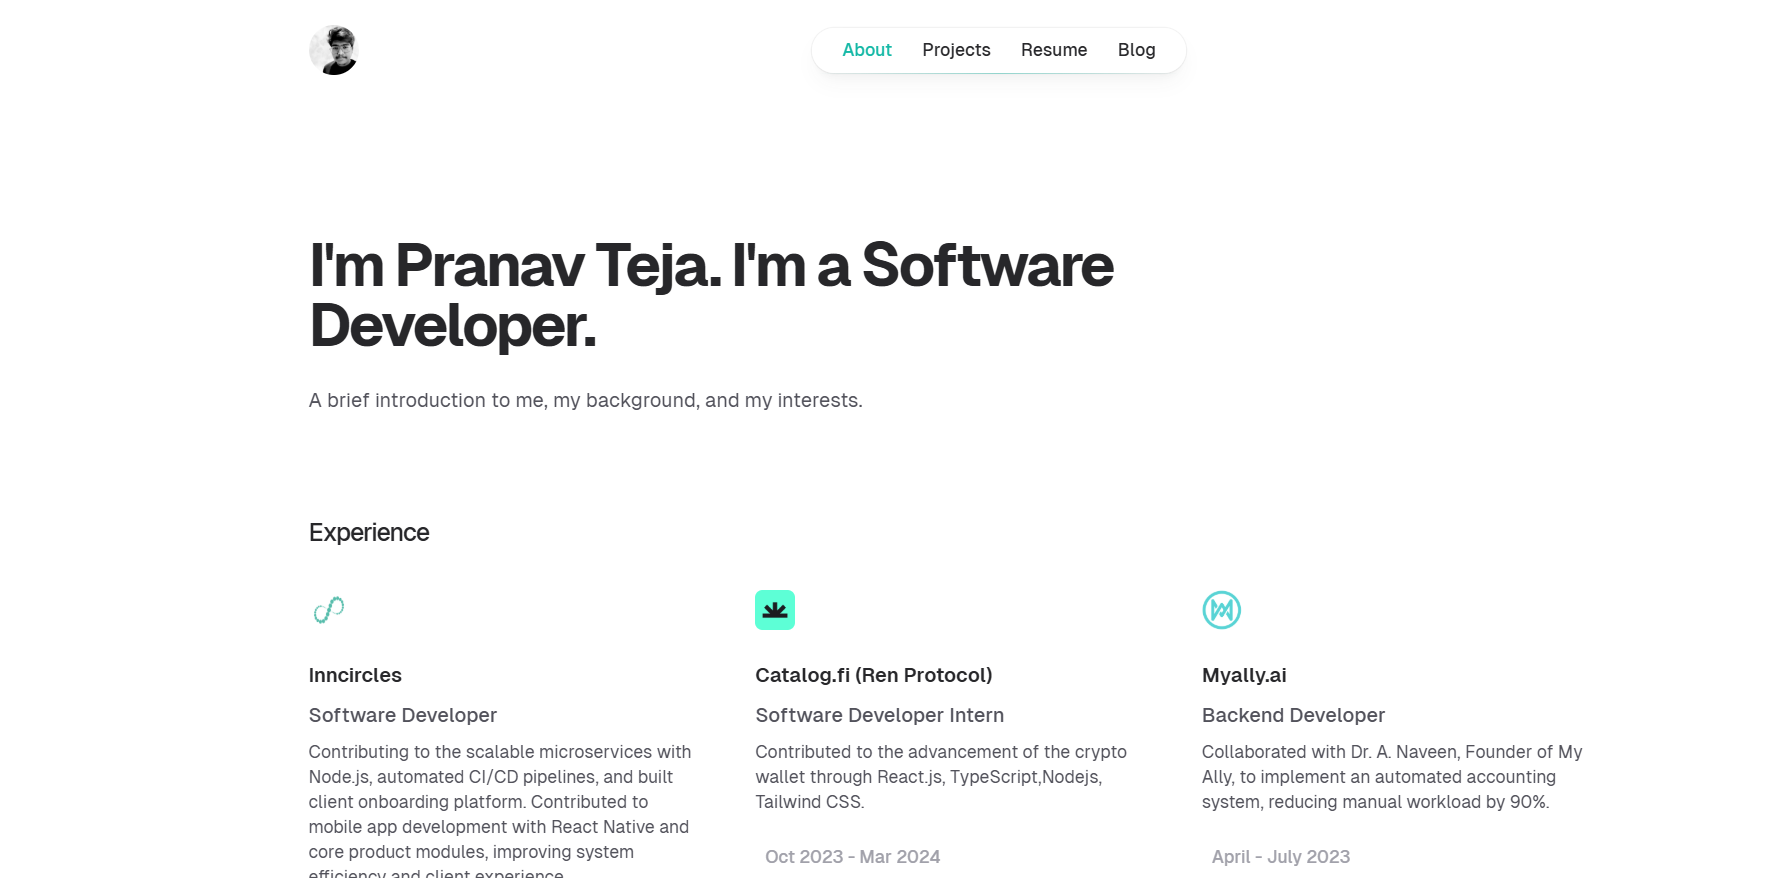 About Projects Resume Blog
I'm Pranav Teja. I'm a Software
Developer.
A brief introduction to me, my background, and my interests.
Experience
Inncircles
Software Developer
Contributing to the scalable microservices with
Node.js, automated CI/CD pipelines, and built
client onboarding platform. Contributed to
mobile app development with React Native and
core product modules, improving system
efficiency and client experience.
Catalog.fi (Ren Protocol)
Software Developer Intern
Contributed to the advancement of the crypto
wallet through React.js, TypeScript,Nodejs,
Tailwind CSS.
Oct 2023 - Mar 2024
Myally.ai
Backend Developer
Collaborated with Dr. A. Naveen, Founder of My
Ally, to implement an automated accounting
system, reducing manual workload by 90%.
April - July 2023